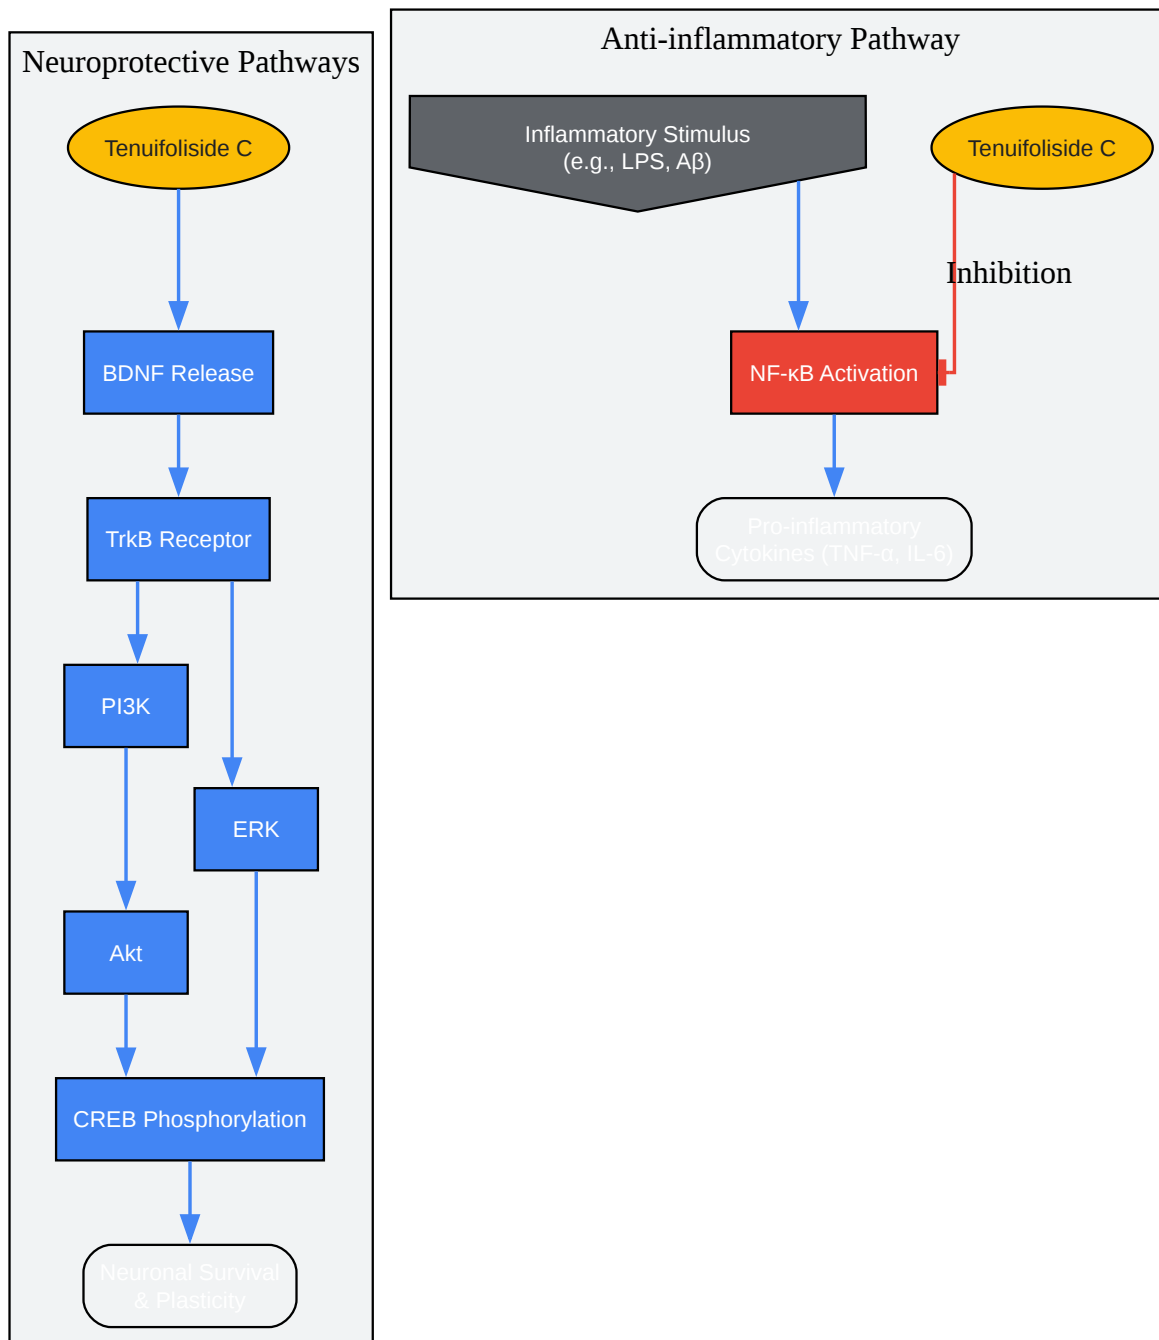 Neuroprotective Pathways
Tenuifoliside C
BDNF Release
TrkB Receptor
PI3K
ERK
Akt
CREB Phosphorylation
Neuronal Survival
& Plasticity
Anti-inflammatory Pathway
Inflammatory Stimulus
(e.g., LPS, Aβ)
Tenuifoliside C
Inhibition
NF-κB Activation
Pro-inflammatory
Cytokines (TNF-α, IL-6)